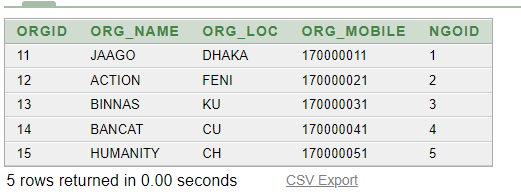 ORGID ORG_NAME ORG_LOC ORG_MOBILE NGOID
11 JAAGO DHAKA 170000011 1
12 ACTION FENI 170000021 2
13 BINNAS KU 170000031 3
14 BANCAT CU 170000041 4
15 HUMANITY CH 170000051 5
5 rows returned in 0.00 seconds CSV Export